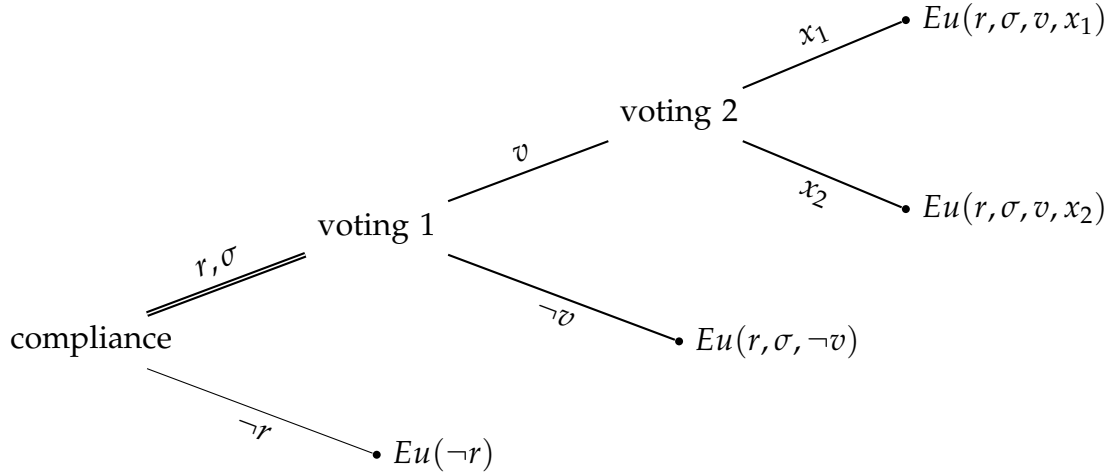 x₁
Eu(r, σ, v, x₁)
voting 2
v
x₂
Eu(r, σ, v, x₂)
voting 1
r, σ
¬v
Eu(r, σ, ¬v)
compliance
¬r
Eu(¬r)